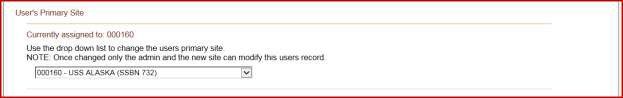 User's Primary Site
Currently assigned to: 000160
Use the drop down list to change the users primary site.
NOTE: Once changed only the admin and the new site can modify this users record.
000160 - USS ALASKA (SSBN 732)